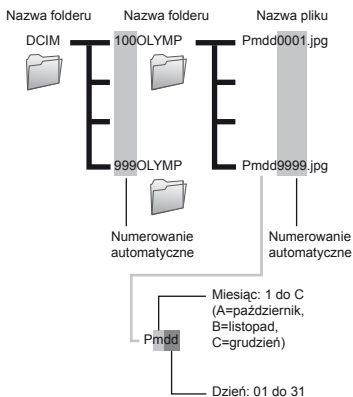 Nazwa folderu
Nazwa folderu
Nazwa pliku
DCIM
100OLYMP
Pmdd0001.jpg
999OLYMP
Pmdd9999.jpg
Numerowanie
automatyczne
Numerowanie
automatyczne
Miesiąc: 1 do C
(A=październik,
B=listopad,
C=grudzień)
Pmdd
Dzień: 01 do 31